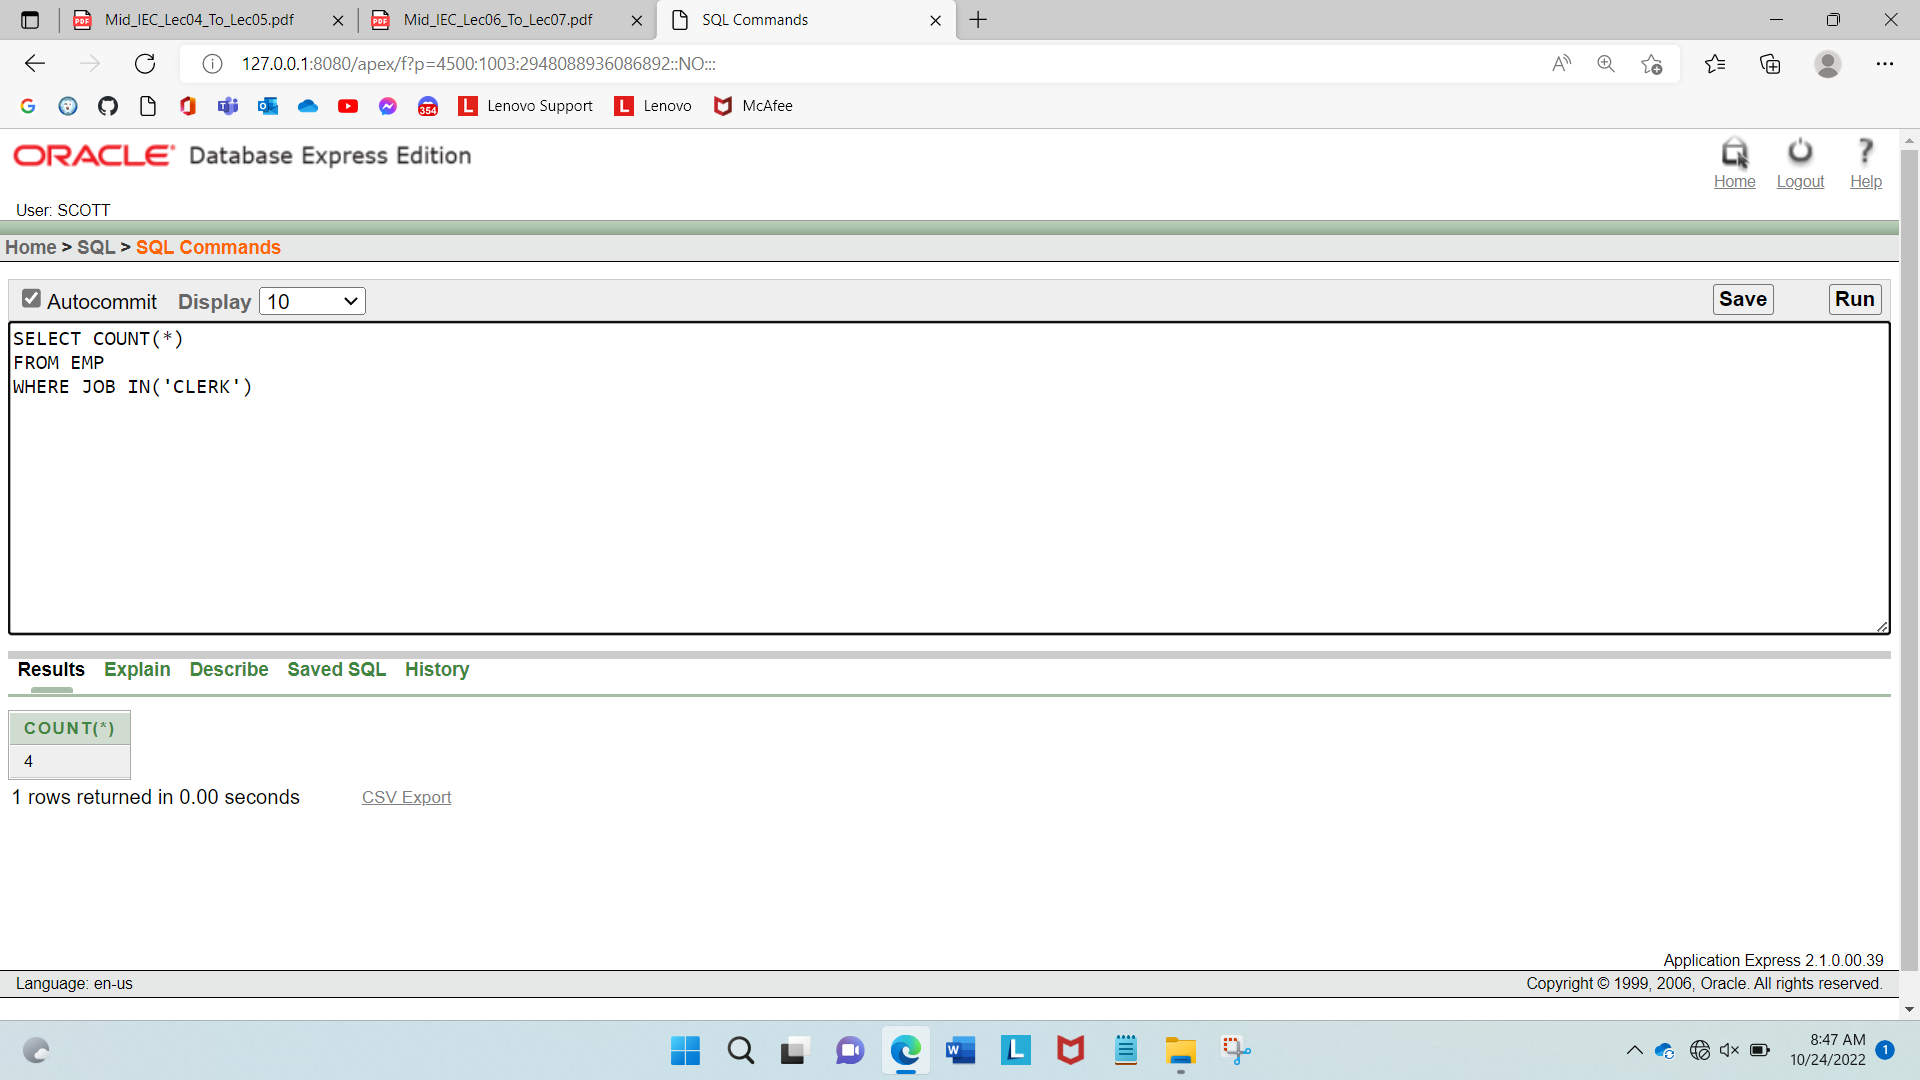 Mid_IEC_Lec04_To_Lec05.pdf Mid_IEC_Lec06_To_Lec07.pdf SQL Commands
127.0.0.1:8080/apex/f?p=4500:1003:2948088936086892::NO:::
354 Lenovo Support Lenovo McAfee
ORACLE Database Express Edition
Home Logout Help
User: SCOTT
Home > SQL > SQL Commands
Autocommit Display 10 Save Run
SELECT COUNT(*)
FROM EMP
WHERE JOB IN('CLERK')
Results Explain Describe Saved SQL History
COUNT(*)
4
1 rows returned in 0.00 seconds CSV Export
Application Express 2.1.0.00.39
Language: en-us Copyright © 1999, 2006, Oracle. All rights reserved.
8:47 AM
10/24/2022 1